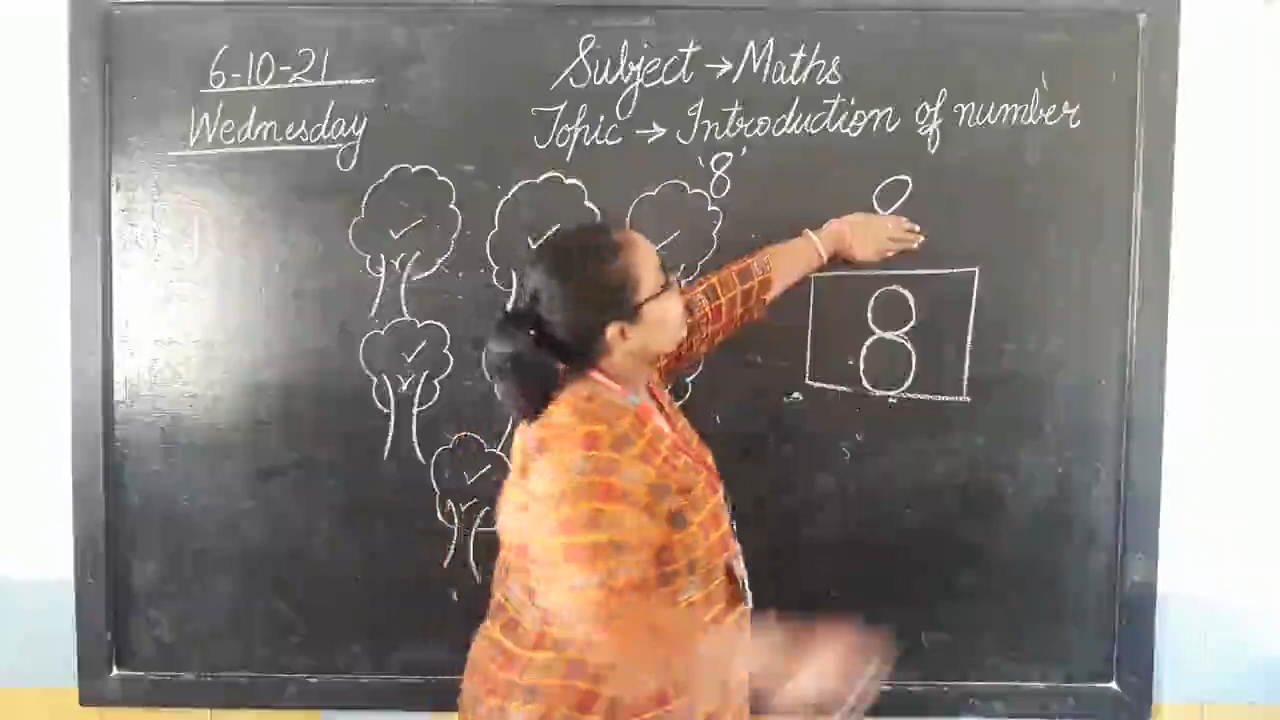 6-10-21
Wednesday
Subject → Maths
Topic → Introduction of number
'8'
8